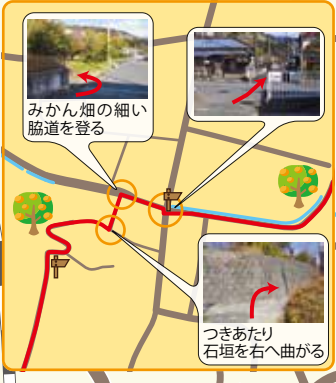 みかん畑の細い
脇道を登る
つきあたり
石垣を右へ曲がる